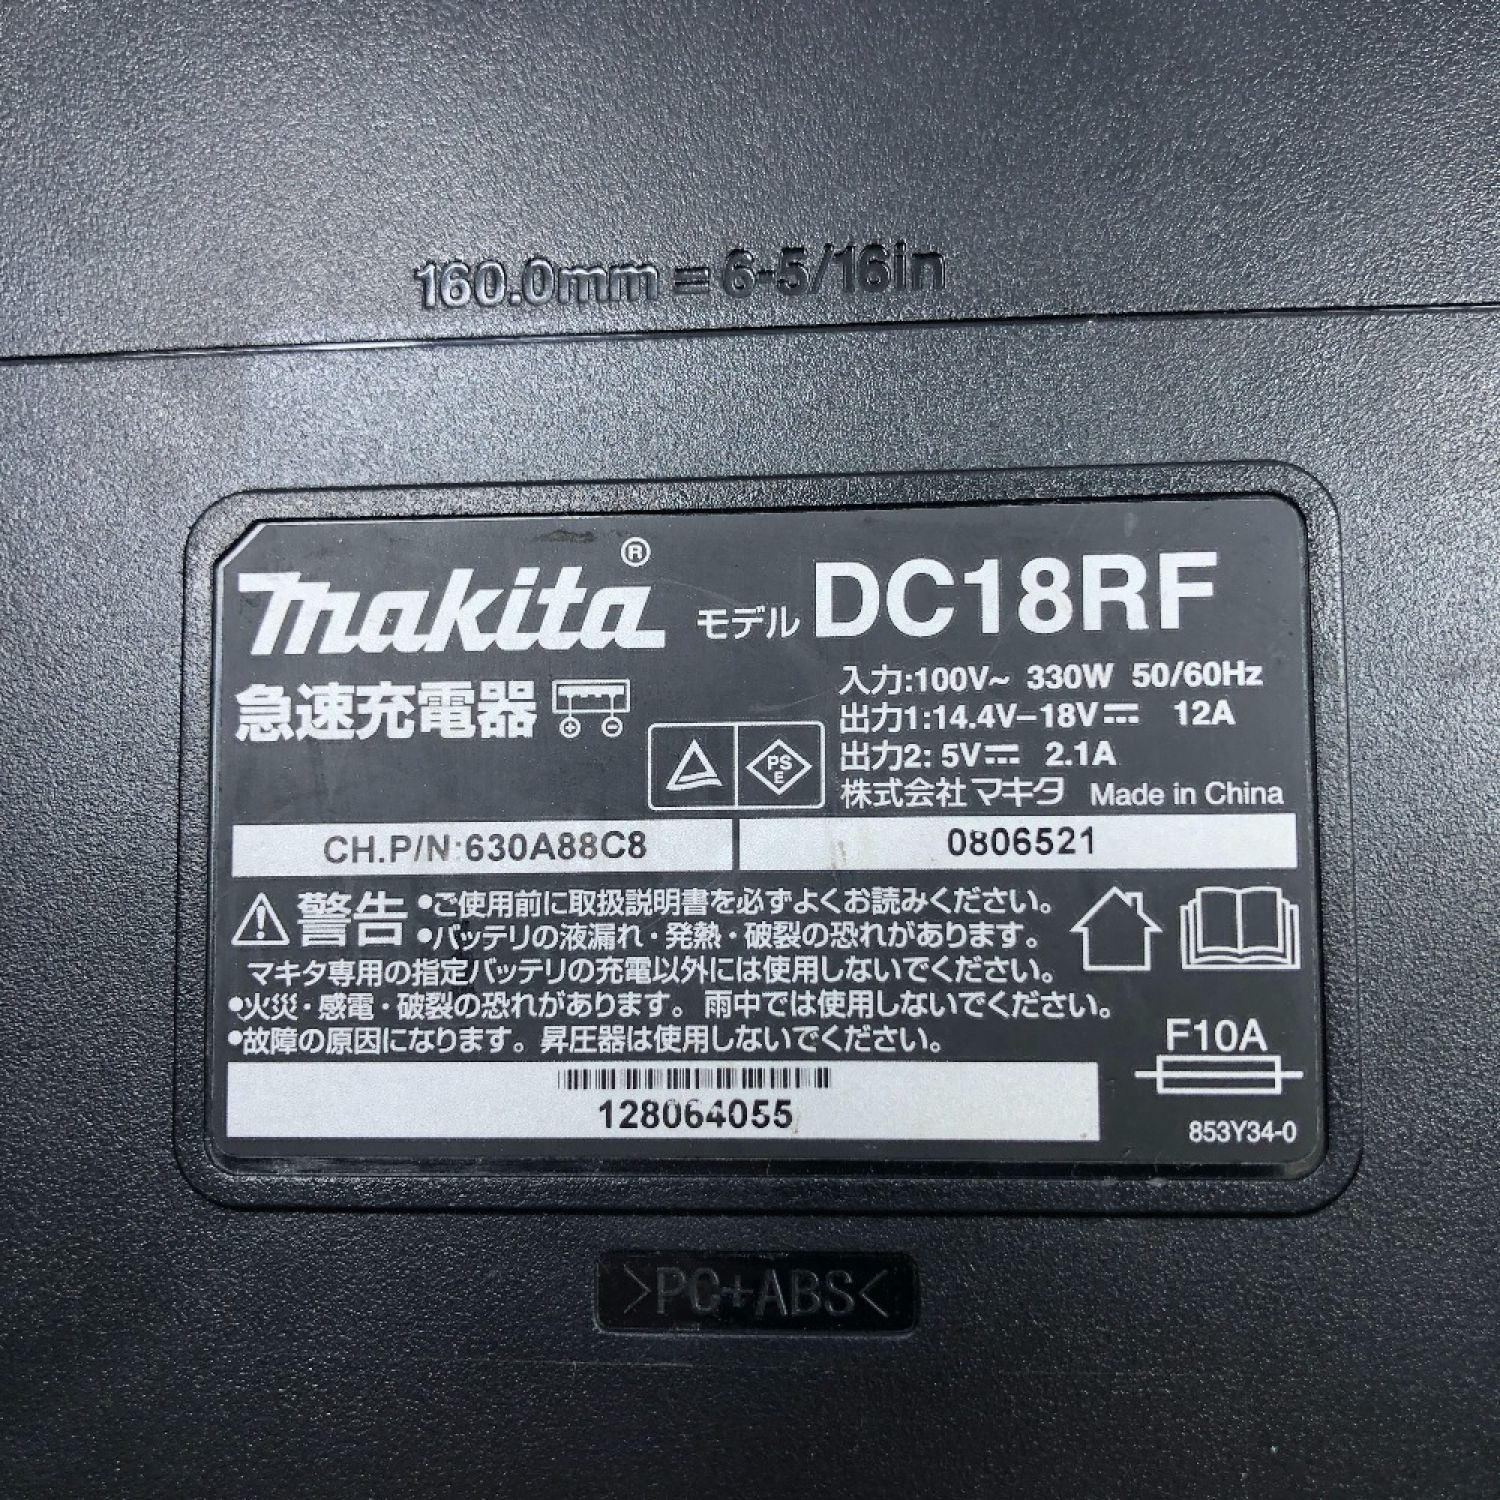 160.0mm = 6-5/16in
makita® モデル DC18RF
急速充電器
入力:100V~ 330W 50/60Hz
出力1:14.4V–18V⎓ 12A
出力2: 5V⎓ 2.1A
PS
E
株式会社マキタ Made in China
CH.P/N:630A88C8
0806521
警告
•ご使用前に取扱説明書を必ずよくお読みください。
•バッテリの液漏れ・発熱・破裂の恐れがあります。
マキタ専用の指定バッテリの充電以外には使用しないでください。
•火災・感電・破裂の恐れがあります。雨中では使用しないでください。
•故障の原因になります。昇圧器は使用しないでください。
F10A
128064055
853Y34-0
>PC+ABS<